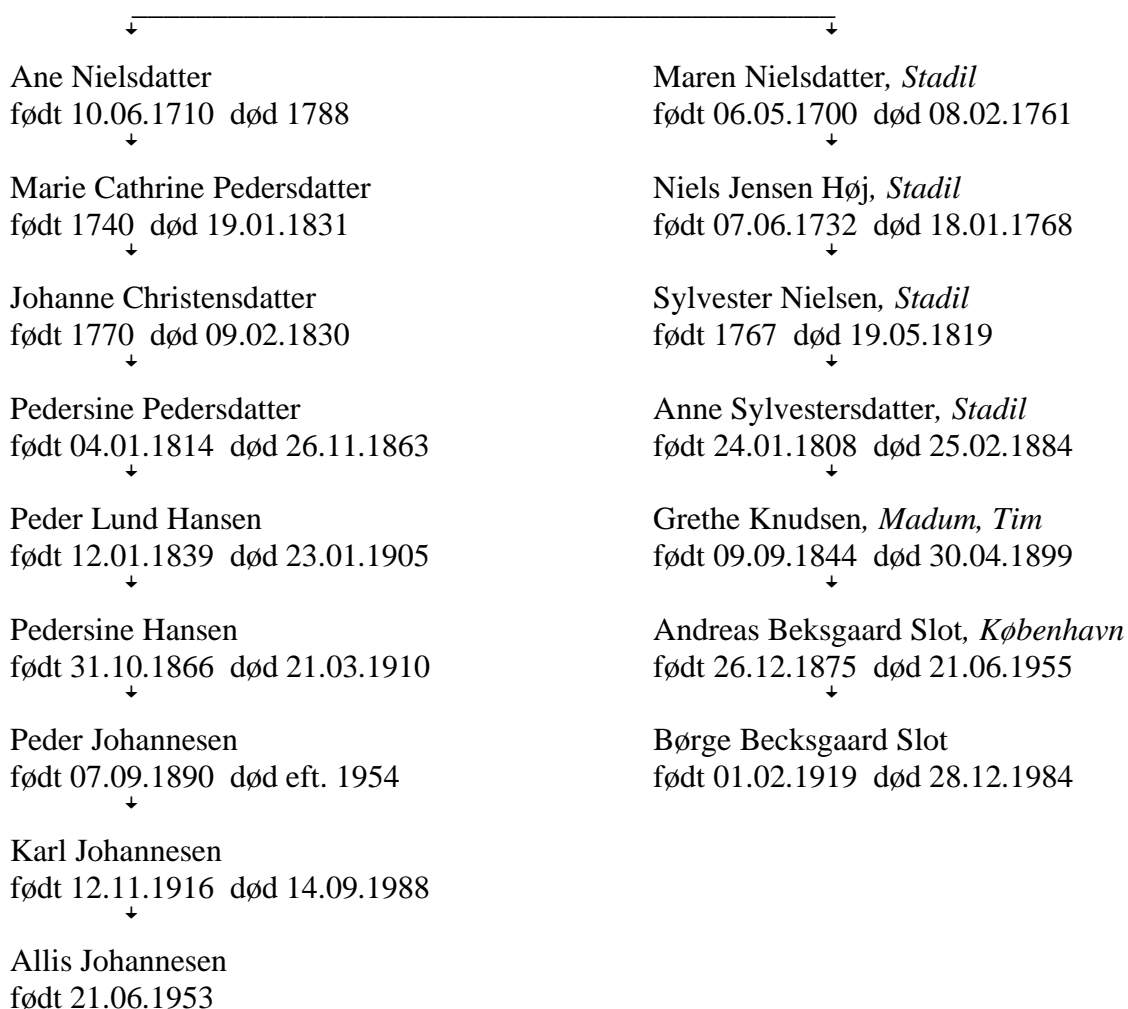 Ane Nielsdatter
født 10.06.1710 død 1788
Marie Cathrine Pedersdatter
født 1740 død 19.01.1831
Johanne Christensdatter
født 1770 død 09.02.1830
Pedersine Pedersdatter
født 04.01.1814 død 26.11.1863
Peder Lund Hansen
født 12.01.1839 død 23.01.1905
Pedersine Hansen
født 31.10.1866 død 21.03.1910
Peder Johannesen
født 07.09.1890 død eft. 1954
Karl Johannesen
født 12.11.1916 død 14.09.1988
Allis Johannesen
født 21.06.1953
Maren Nielsdatter, Stadil
født 06.05.1700 død 08.02.1761
Niels Jensen Høj, Stadil
født 07.06.1732 død 18.01.1768
Sylvester Nielsen, Stadil
født 1767 død 19.05.1819
Anne Sylvestersdatter, Stadil
født 24.01.1808 død 25.02.1884
Grethe Knudsen, Madum, Tim
født 09.09.1844 død 30.04.1899
Andreas Beksgaard Slot, København
født 26.12.1875 død 21.06.1955
Børge Becksgaard Slot
født 01.02.1919 død 28.12.1984